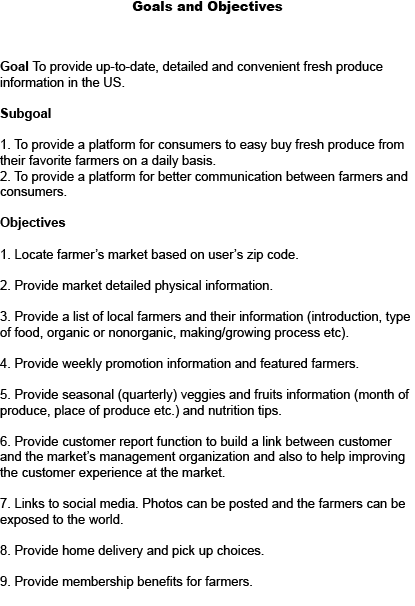 Goals and Objectives
Goal To provide up-to-date, detailed and convenient fresh produce
information in the US.
Subgoal
1. To provide a platform for consumers to easy buy fresh produce from
their favorite farmers on a daily basis.
2. To provide a platform for better communication between farmers and
consumers.
Objectives
1. Locate farmer's market based on user's zip code.
2. Provide market detailed physical information.
3. Provide a list of local farmers and their information (introduction, type
of food, organic or nonorganic, making/growing process etc).
4. Provide weekly promotion information and featured farmers.
5. Provide seasonal (quarterly) veggies and fruits information (month of
produce, place of produce etc.) and nutrition tips.
6. Provide customer report function to build a link between customer
and the market's management organization and also to help improving
the customer experience at the market.
7. Links to social media. Photos can be posted and the farmers can be
exposed to the world.
8. Provide home delivery and pick up choices.
9. Provide membership benefits for farmers.